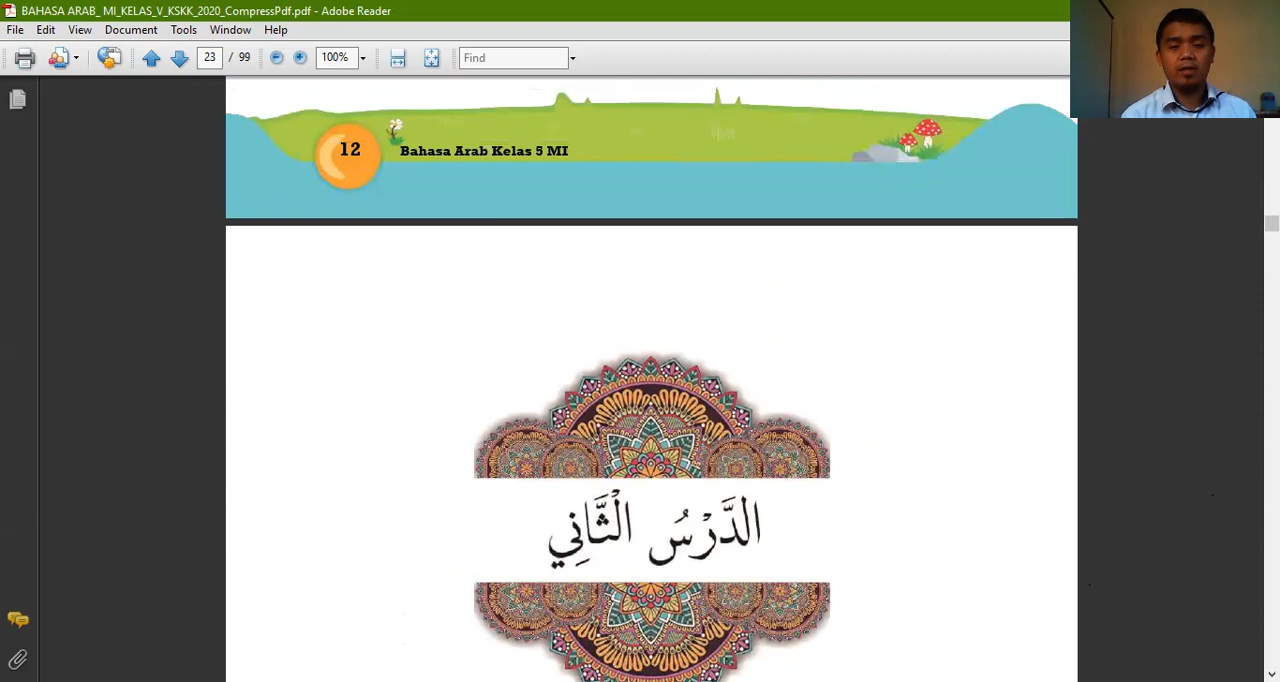 BAHASA ARAB_ MI_KELAS_V_KSKK_2020_CompressPdf.pdf - Adobe Reader
File Edit View Document Tools Window Help
23 / 99 100% Find
12 Bahasa Arab Kelas 5 MI
الدَّرْسُ الْثَّانِي